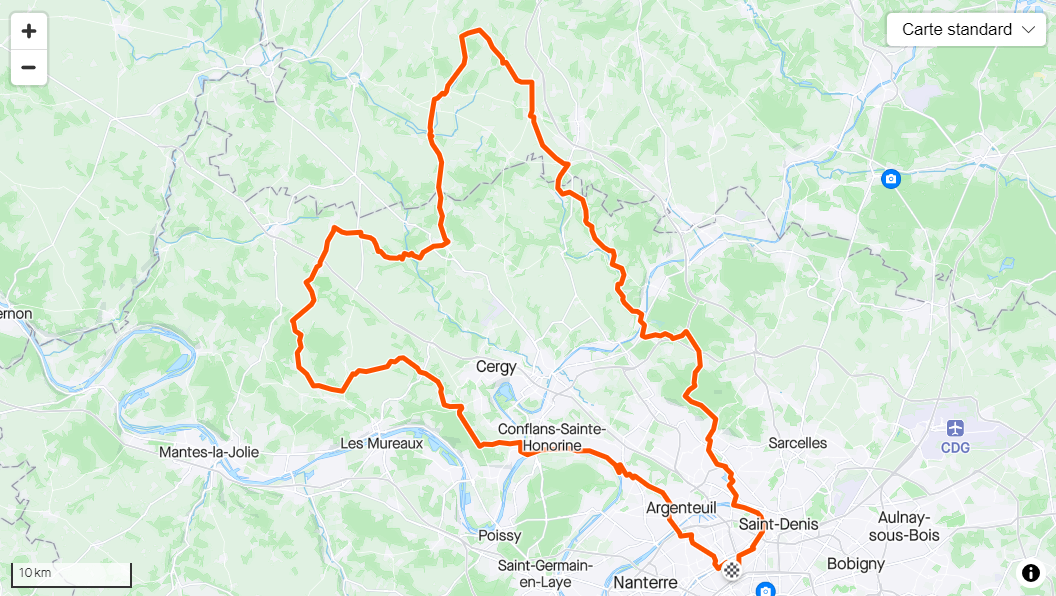 Carte standard
ernon
Cergy
Conflans-Sainte-
Honorine
Les Mureaux
Mantes-la-Jolie
Sarcelles
CDG
Argenteuil
Saint-Denis
Aulnay-
sous-Bois
Poissy
Saint-Germain-
en-Laye
Nanterre
Bobigny
10 km